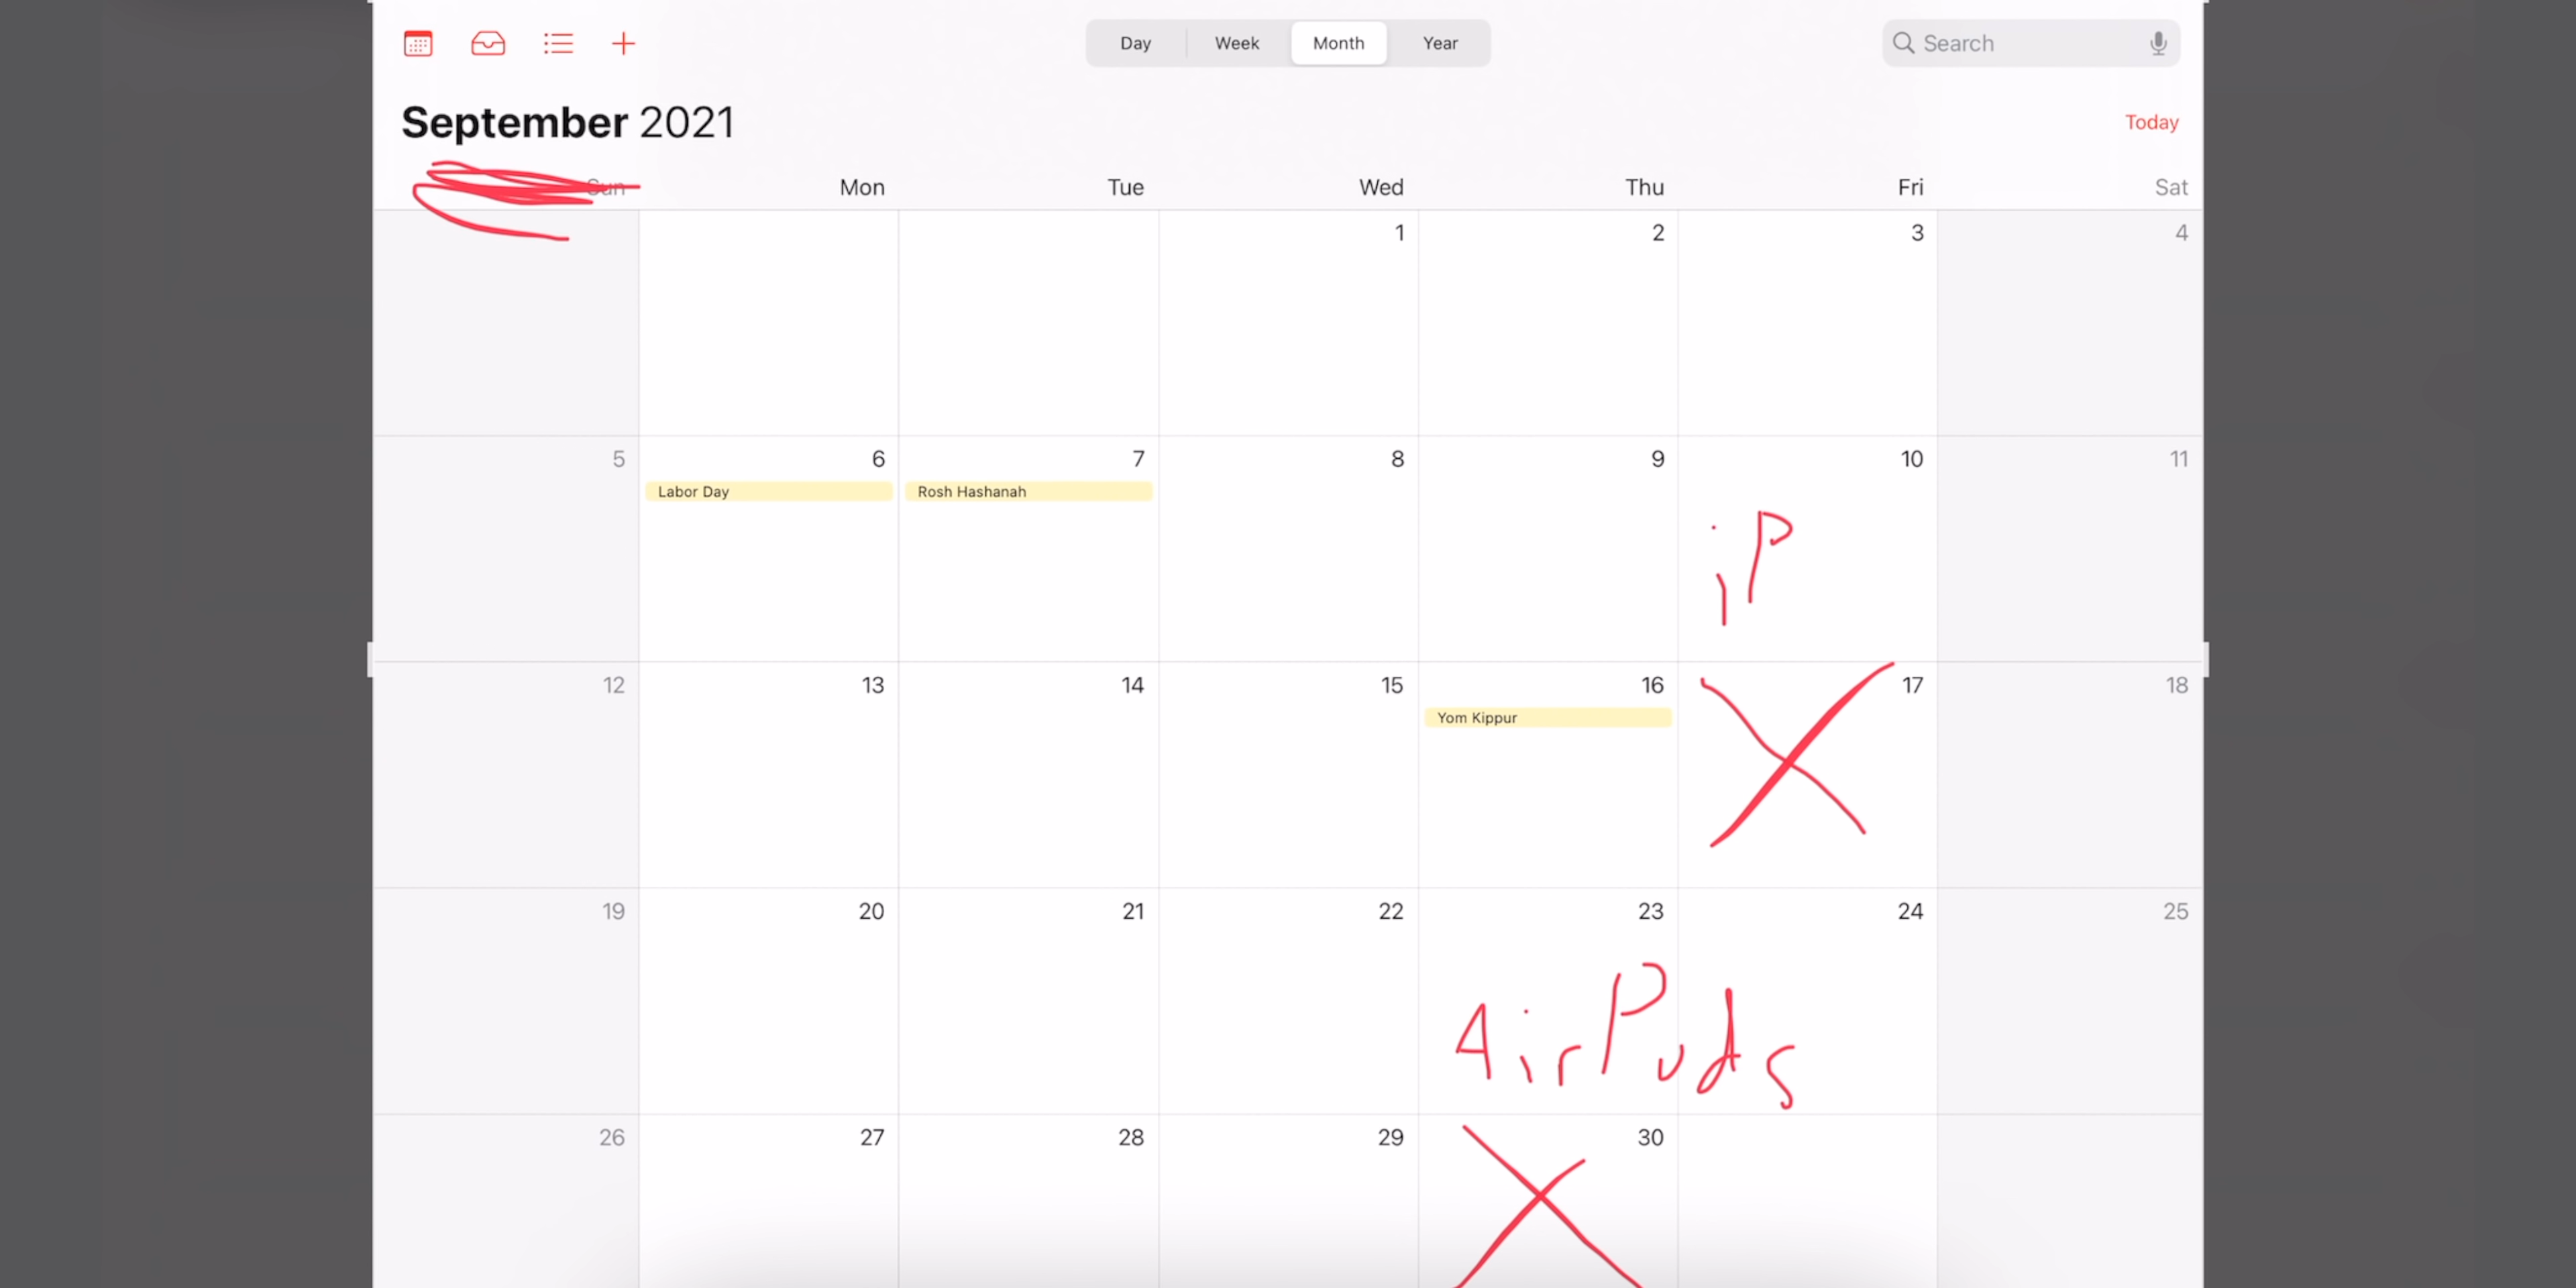 Day Week Month Year Search
September 2021 Today
Sun Mon Tue Wed Thu Fri Sat
1 2 3 4
5 6 7 8 9 10 11
Labor Day Rosh Hashanah
iP
12 13 14 15 16 17 18
Yom Kippur
19 20 21 22 23 24 25
AirPods
26 27 28 29 30